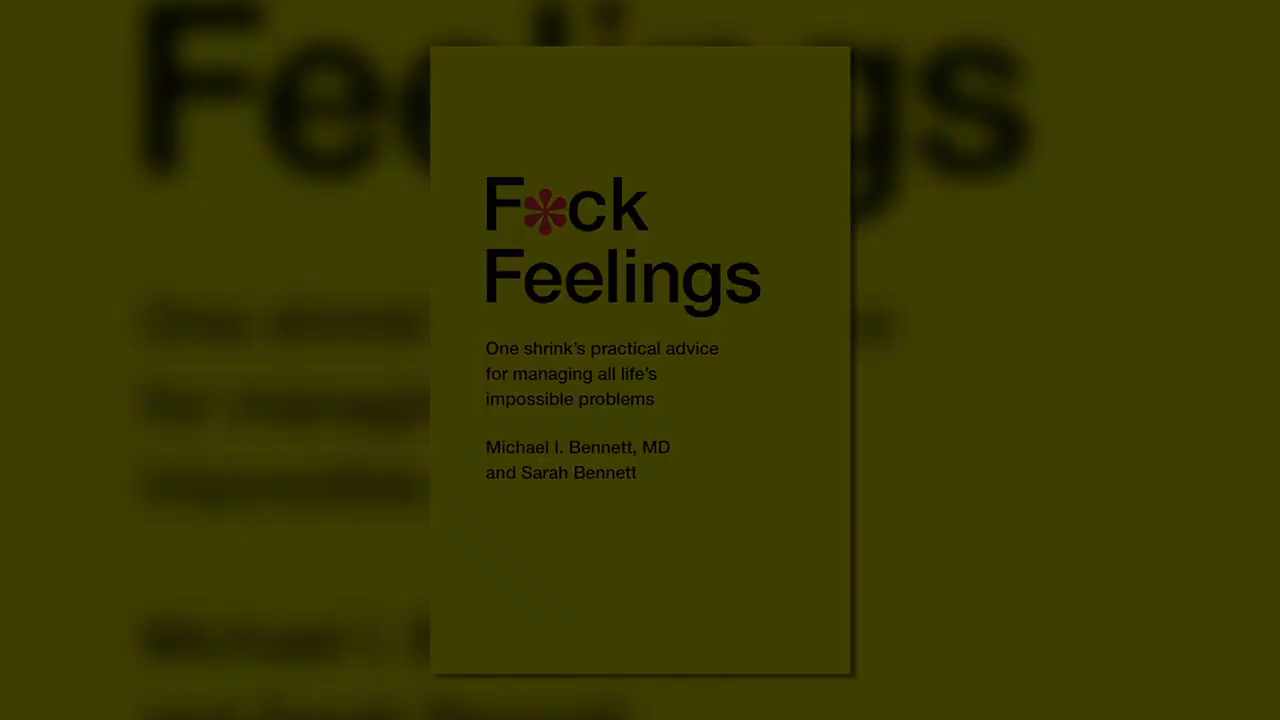 F*ck
Feelings
One shrink's practical advice
for managing all life's
impossible problems
Michael I. Bennett, MD
and Sarah Bennett